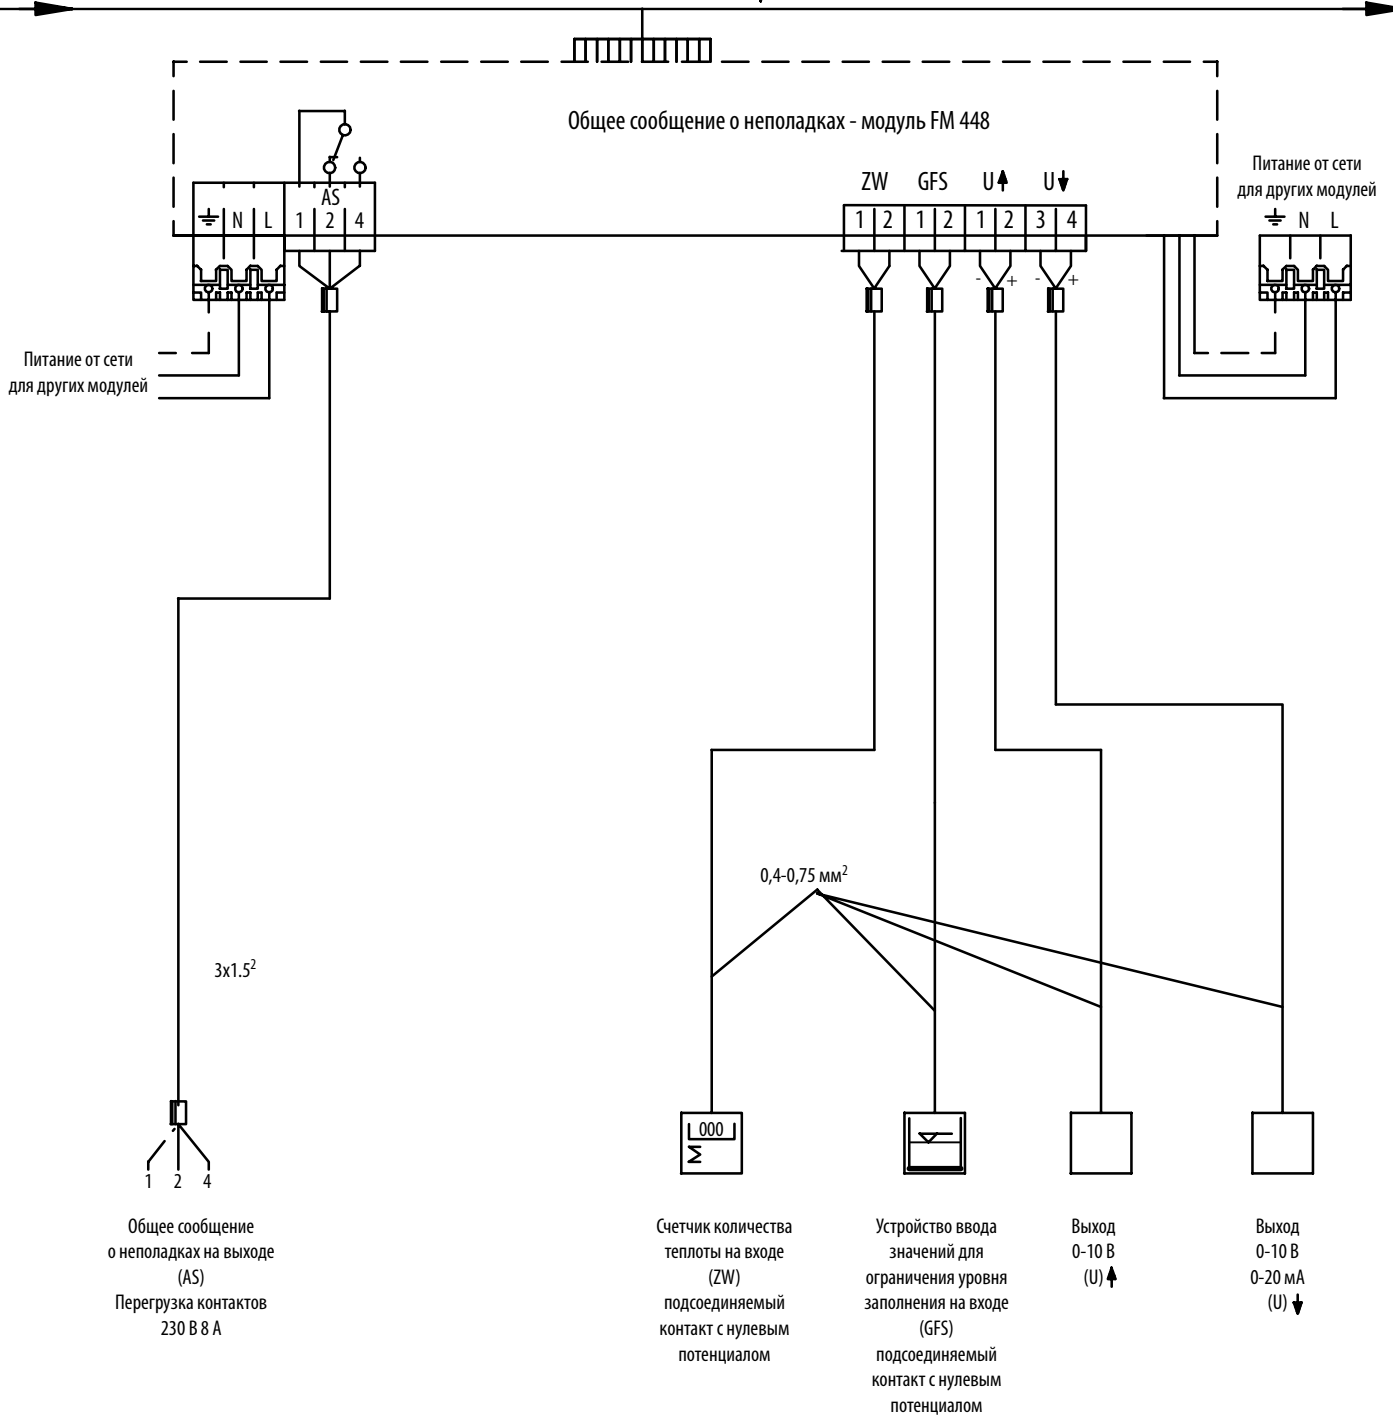 Общее сообщение о неполадках - модуль FM 448
Питание от сети
для других модулей
N L
AS
N L 1 2 4
ZW GFS U U
1 2 1 2 1 2 3 4
- + - +
Питание от сети
для других модулей
0,4-0,75 мм²
3x1.5²
000
Σ
1 2 4
Общее сообщение
о неполадках на выходе
(AS)
Перегрузка контактов
230 В 8 А
Счетчик количества
теплоты на входе
(ZW)
подсоединяемый
контакт с нулевым
потенциалом
Устройство ввода
значений для
ограничения уровня
заполнения на входе
(GFS)
подсоединяемый
контакт с нулевым
потенциалом
Выход
0-10 В
(U)
Выход
0-10 В
0-20 мА
(U)